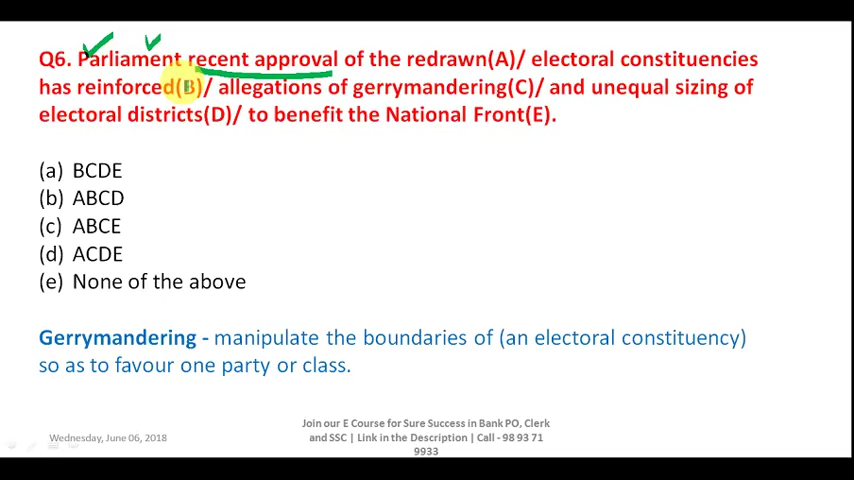 Q6. Parliament recent approval of the redrawn(A)/ electoral constituencies
has reinforced(B)/ allegations of gerrymandering(C)/ and unequal sizing of
electoral districts(D)/ to benefit the National Front(E).
(a) BCDE
(b) ABCD
(c) ABCE
(d) ACDE
(e) None of the above
Gerrymandering - manipulate the boundaries of (an electoral constituency)
so as to favour one party or class.
Join our E Course for Sure Success in Bank PO, Clerk
Wednesday, June 06, 2018
and SSC | Link in the Description | Call - 98 93 71
9933